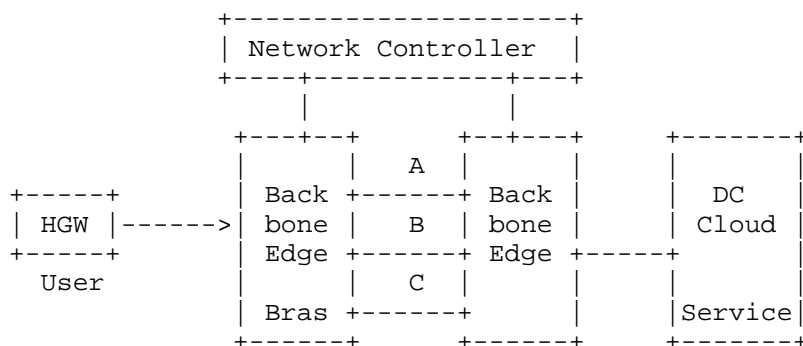 Network Controller
A
Back Back DC
HGW bone B bone Cloud
Edge Edge
User C
Bras Service